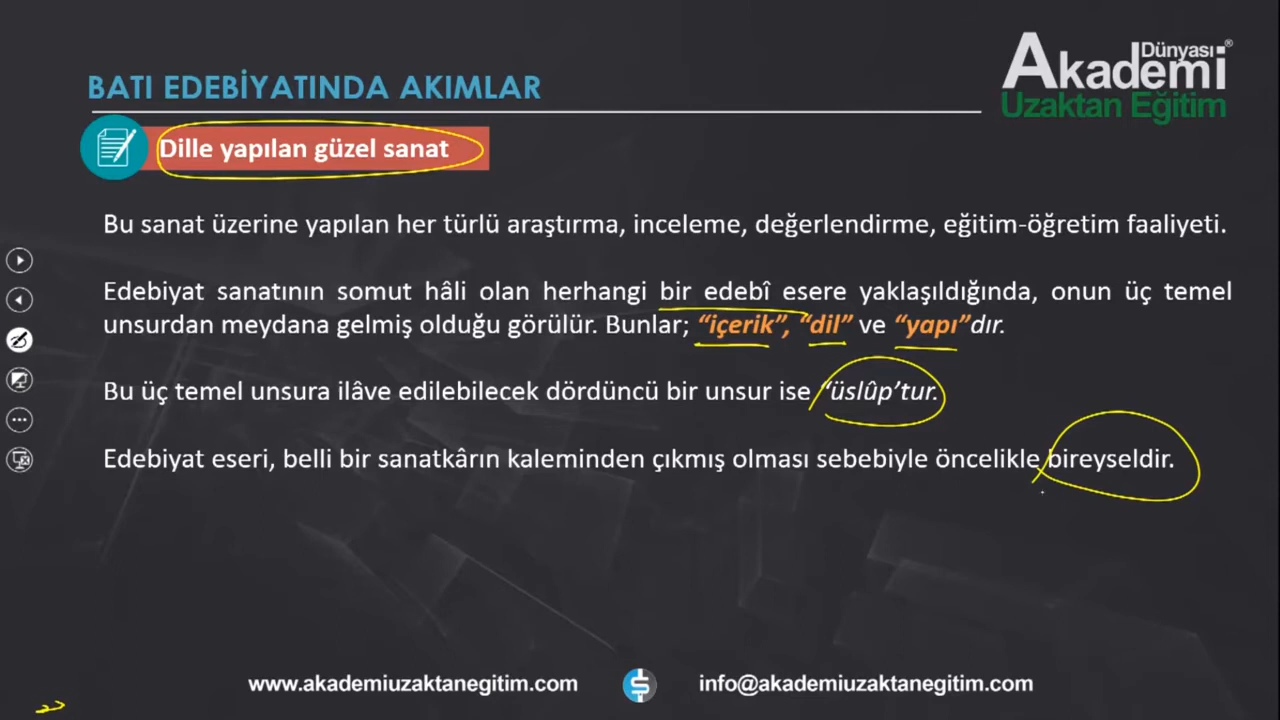 Akademi Dünyası®
Uzaktan Eğitim
BATI EDEBİYATINDA AKIMLAR
Dille yapılan güzel sanat
Bu sanat üzerine yapılan her türlü araştırma, inceleme, değerlendirme, eğitim-öğretim faaliyeti.
Edebiyat sanatının somut hâli olan herhangi bir edebî esere yaklaşıldığında, onun üç temel
unsurdan meydana gelmiş olduğu görülür. Bunlar; “içerik”, “dil” ve “yapı”dır.
Bu üç temel unsura ilâve edilebilecek dördüncü bir unsur ise “üslûp’tur.
Edebiyat eseri, belli bir sanatkârın kaleminden çıkmış olması sebebiyle öncelikle bireyseldir.
www.akademiuzaktanegitim.com
info@akademiuzaktanegitim.com